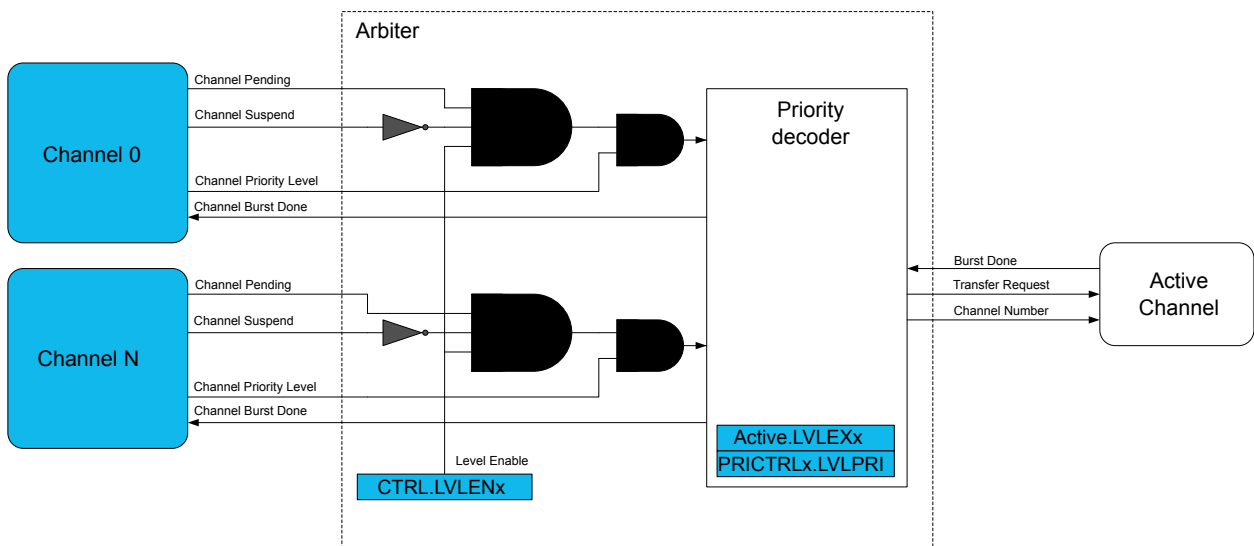 Arbiter
Channel 0
Channel Pending
Channel Suspend
Channel Priority Level
Channel Burst Done
Priority
decoder
Channel N
Channel Pending
Channel Suspend
Channel Priority Level
Channel Burst Done
Burst Done
Transfer Request
Channel Number
Active
Channel
Active.LVLEXx
PRICTRLx.LVLPRI
Level Enable
CTRL.LVLENx